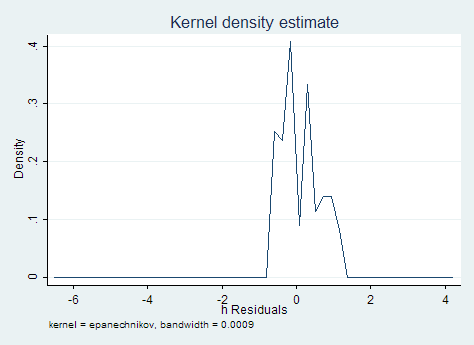 Kernel density estimate
Density
.4
.3
.2
.1
0
-6
-4
-2
0
2
4
h Residuals
kernel = epanechnikov, bandwidth = 0.0009